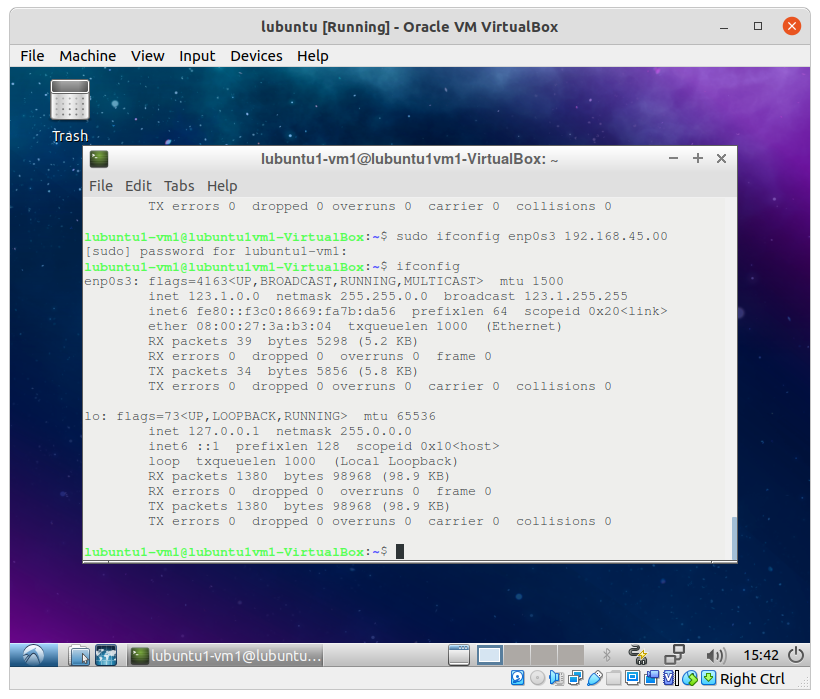 lubuntu [Running] - Oracle VM VirtualBox
File Machine View Input Devices Help
Trash
lubuntu1-vm1@lubuntu1vm1-VirtualBox: ~
File Edit Tabs Help
TX errors 0 dropped 0 overruns 0 carrier 0 collisions 0
lubuntu1-vm1@lubuntu1vm1-VirtualBox:~$ sudo ifconfig enp0s3 192.168.45.00
[sudo] password for lubuntu1-vm1:
lubuntu1-vm1@lubuntu1vm1-VirtualBox:~$ ifconfig
enp0s3: flags=4163<UP,BROADCAST,RUNNING,MULTICAST> mtu 1500
inet 123.1.0.0 netmask 255.255.0.0 broadcast 123.1.255.255
inet6 fe80::f3c0:8669:fa7b:da56 prefixlen 64 scopeid 0x20<link>
ether 08:00:27:3a:b3:04 txqueuelen 1000 (Ethernet)
RX packets 39 bytes 5298 (5.2 KB)
RX errors 0 dropped 0 overruns 0 frame 0
TX packets 34 bytes 5856 (5.8 KB)
TX errors 0 dropped 0 overruns 0 carrier 0 collisions 0
lo: flags=73<UP,LOOPBACK,RUNNING> mtu 65536
inet 127.0.0.1 netmask 255.0.0.0
inet6 ::1 prefixlen 128 scopeid 0x10<host>
loop txqueuelen 1000 (Local Loopback)
RX packets 1380 bytes 98968 (98.9 KB)
RX errors 0 dropped 0 overruns 0 frame 0
TX packets 1380 bytes 98968 (98.9 KB)
TX errors 0 dropped 0 overruns 0 carrier 0 collisions 0
lubuntu1-vm1@lubuntu1vm1-VirtualBox:~$
lubuntu1-vm1@lubuntu... 15:42
Right Ctrl